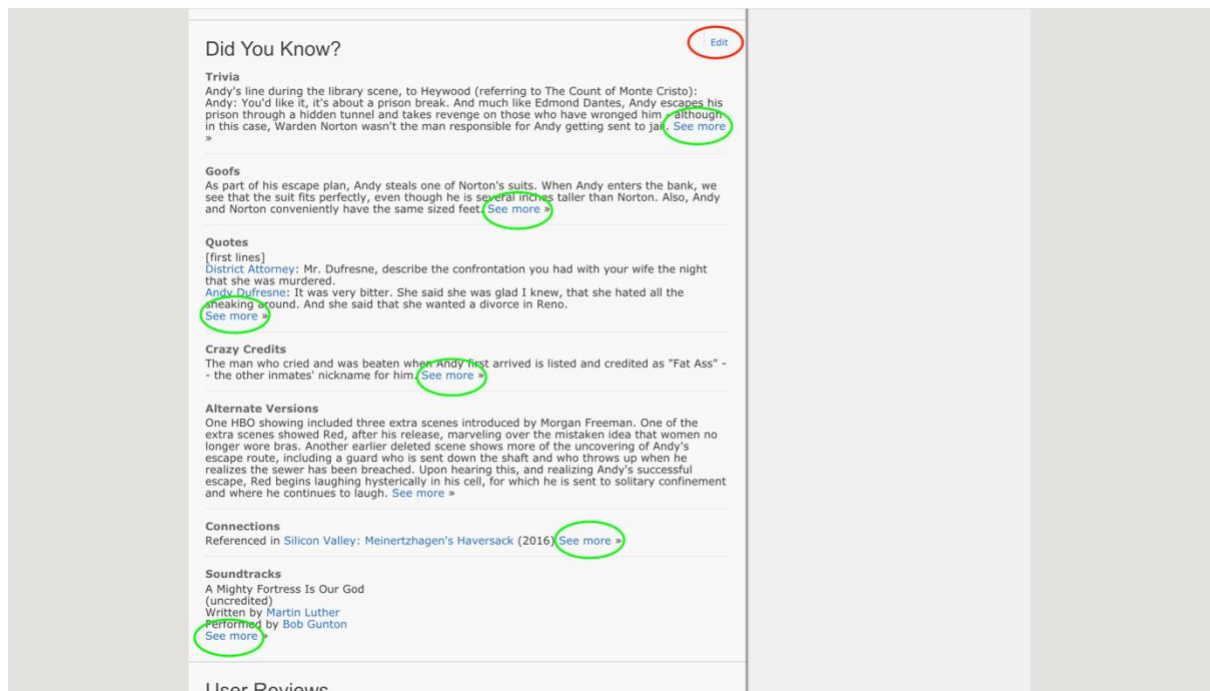 Did You Know?
Edit
Trivia
Andy's line during the library scene, to Heywood (referring to The Count of Monte Cristo):
Andy: You'd like it, it's about a prison break. And much like Edmond Dantes, Andy escapes his
prison through a hidden tunnel and takes revenge on those who have wronged him - although
in this case, Warden Norton wasn't the man responsible for Andy getting sent to jail. See more
»
Goofs
As part of his escape plan, Andy steals one of Norton's suits. When Andy enters the bank, we
see that the suit fits perfectly, even though he is several inches taller than Norton. Also, Andy
and Norton conveniently have the same sized feet. See more »
Quotes
[first lines]
District Attorney: Mr. Dufresne, describe the confrontation you had with your wife the night
that she was murdered.
Andy Dufresne: It was very bitter. She said she was glad I knew, that she hated all the
sneaking around. And she said that she wanted a divorce in Reno.
See more »
Crazy Credits
The man who cried and was beaten when Andy first arrived is listed and credited as "Fat Ass" -
- the other inmates' nickname for him. See more »
Alternate Versions
One HBO showing included three extra scenes introduced by Morgan Freeman. One of the
extra scenes showed Red, after his release, marveling over the mistaken idea that women no
longer wore bras. Another earlier deleted scene shows more of the uncovering of Andy's
escape route, including a guard who is sent down the shaft and who throws up when he
realizes the sewer has been breached. Upon hearing this, and realizing Andy's successful
escape, Red begins laughing hysterically in his cell, for which he is sent to solitary confinement
and where he continues to laugh. See more »
Connections
Referenced in Silicon Valley: Meinertzhagen's Haversack (2016) See more »
Soundtracks
A Mighty Fortress Is Our God
(uncredited)
Written by Martin Luther
Performed by Bob Gunton
See more »
User Reviews